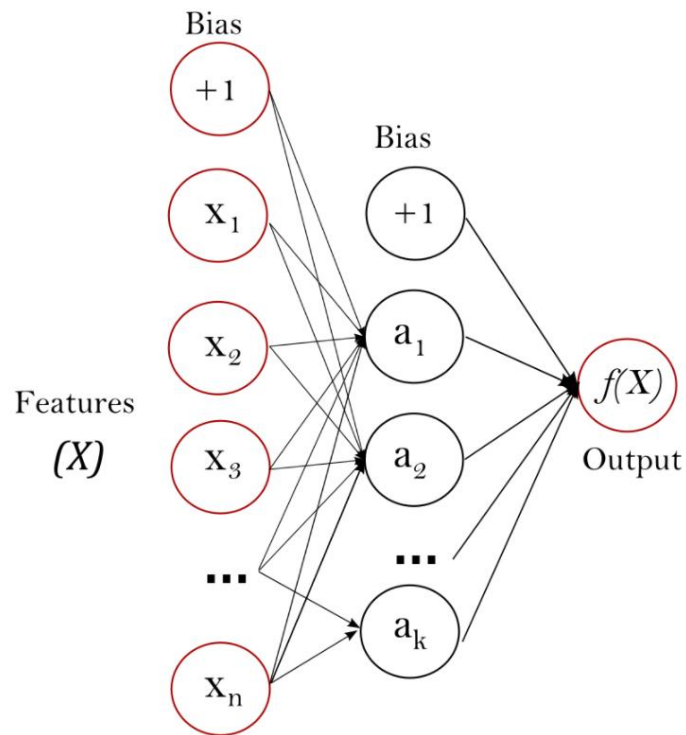 Bias
+1
Bias
x₁
+1
x₂
a₁
Features
(X)
f(X)
x₃
a₂
Output
...
...
aₖ
xₙ